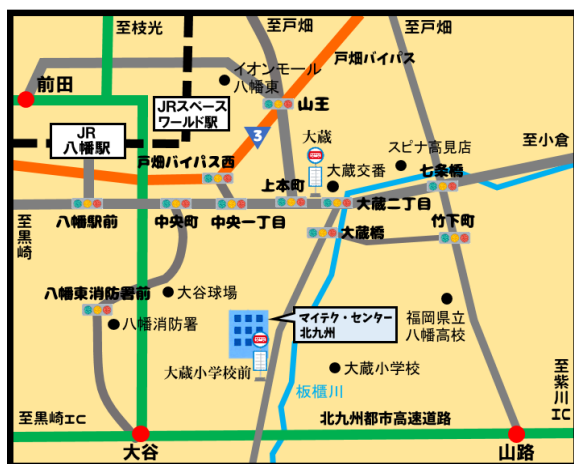 至枝光
至戸畑
至戸畑
戸畑バイパス
イオンモール
八幡東
前田
JRスペース
ワールド駅
山王
3
JR
八幡駅
大蔵
スピナ高見店
至小倉
戸畑バイパス西
大蔵交番
七条橋
上本町
至黒崎
八幡駅前
中央町
中央一丁目
大蔵二丁目
竹下町
大蔵橋
八幡東消防署前
大谷球場
八幡消防署
マイテク・センター
北九州
福岡県立
八幡高校
大蔵小学校前
大蔵小学校
板櫃川
至紫川IC
至黒崎IC
北九州都市高速道路
大谷
山路